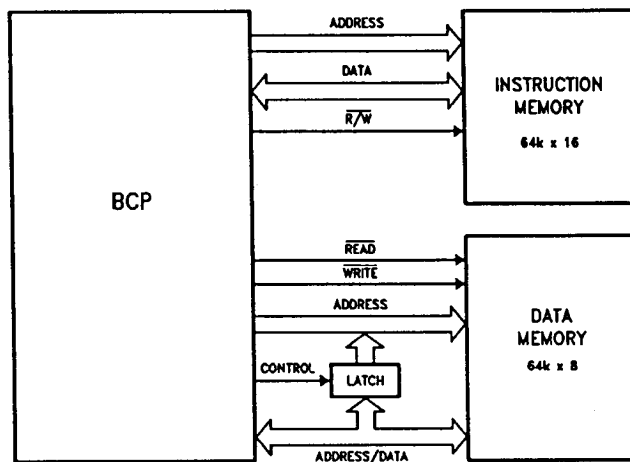 ADDRESS
DATA
R/W
BCP
INSTRUCTION
MEMORY
64k x 16
READ
WRITE
ADDRESS
CONTROL
LATCH
ADDRESS/DATA
DATA
MEMORY
64k x 8